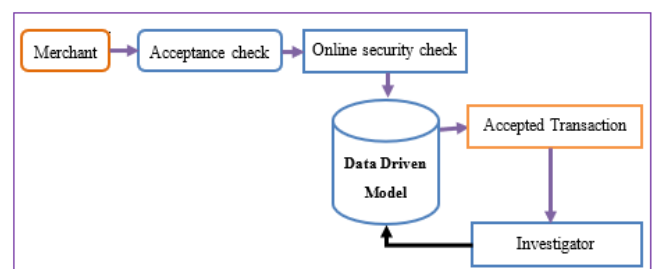 Merchant
Acceptance check
Online security check
Accepted Transaction
Data Driven
Model
Investigator